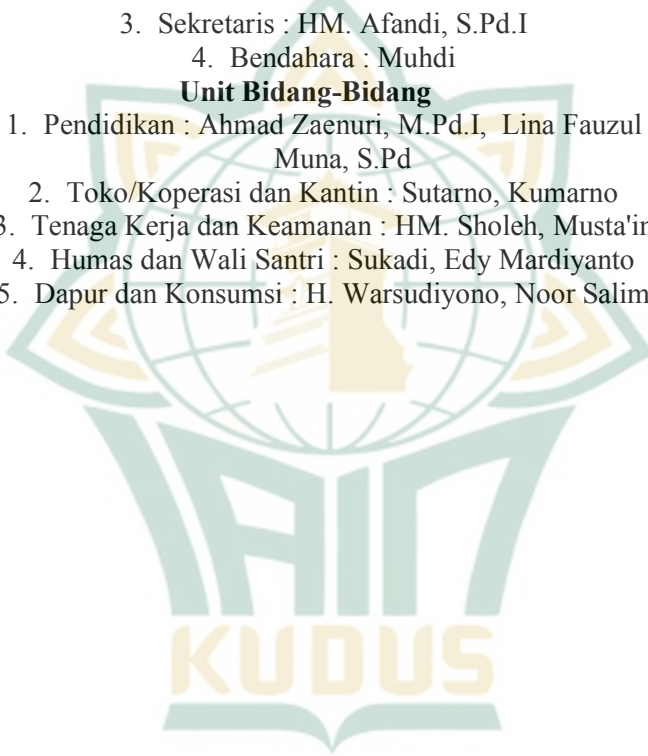 3. Sekretaris : HM. Afandi, S.Pd.I
4. Bendahara : Muhdi
Unit Bidang-Bidang
1. Pendidikan : Ahmad Zaenuri, M.Pd.I, Lina Fauzul
Muna, S.Pd
2. Toko/Koperasi dan Kantin : Sutarno, Kumarno
3. Tenaga Kerja dan Keamanan : HM. Sholeh, Musta'in
4. Humas dan Wali Santri : Sukadi, Edy Mardiyanto
5. Dapur dan Konsumsi : H. Warsudiyono, Noor Salim
IAIN
KUDUS